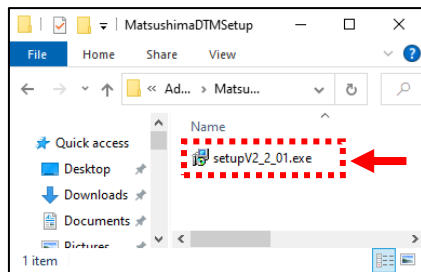 MatsushimaDTMSetup
File Home Share View
« Ad... › Matsu...
Name
Quick access
Desktop
Downloads
Documents
Pictures
setupV2_2_01.exe
1 item